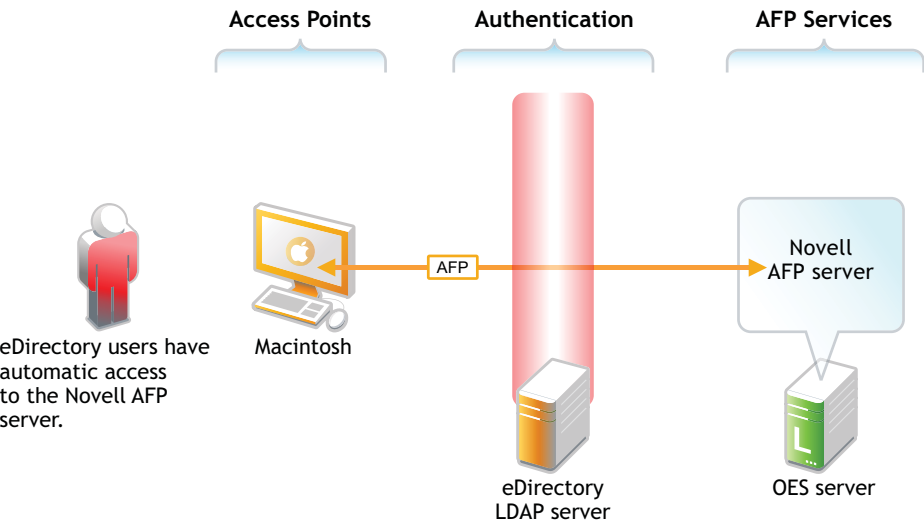 Access Points
Authentication
AFP Services
AFP
Novell
AFP server
eDirectory users have
automatic access
to the Novell AFP
server.
Macintosh
eDirectory
LDAP server
L
OES server